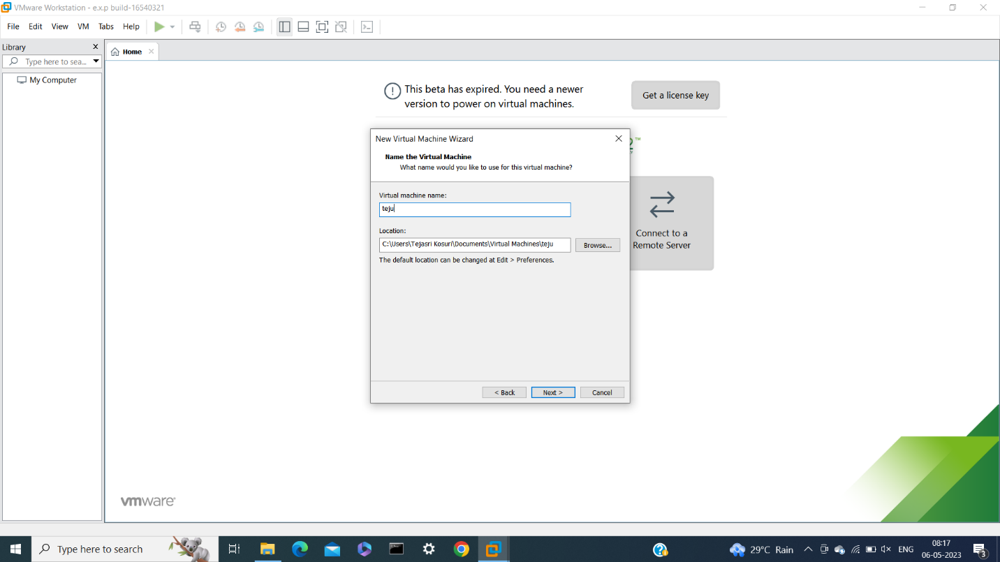 VMware Workstation - e.x.p build-16540321
File Edit View VM Tabs Help
Library
Home
Type here to sea...
My Computer
This beta has expired. You need a newer
version to power on virtual machines.
Get a license key
New Virtual Machine Wizard
Name the Virtual Machine
What name would you like to use for this virtual machine?
Virtual machine name:
teju
Location:
C:\Users\Tejasri Kosuri\Documents\Virtual Machines\teju
Browse...
The default location can be changed at Edit > Preferences.
Connect to a
Remote Server
< Back Next > Cancel
vmware
Type here to search
29°C Rain
ENG
08:17
06-05-2023
3